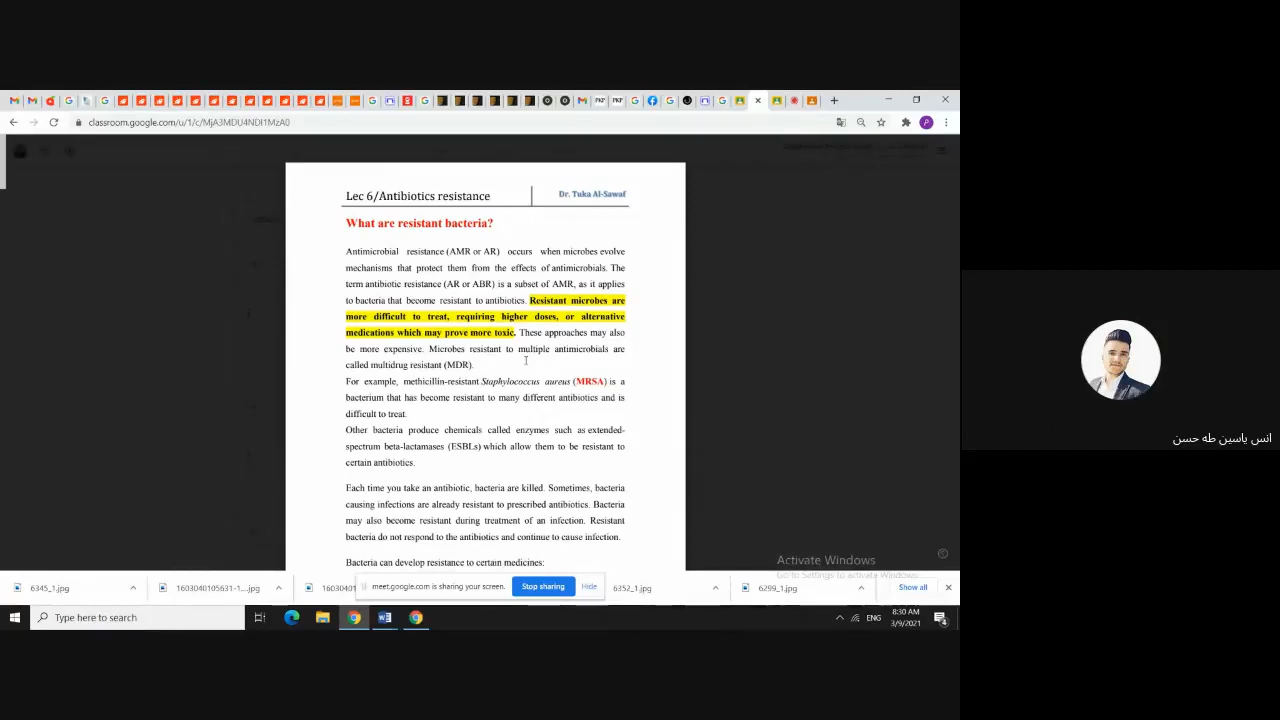 classroom.google.com/u/1/c/MjA3MDU4NDI1MzA0
Lec 6/Antibiotics resistance
Dr. Tuka Al-Sawaf
What are resistant bacteria?
Antimicrobial resistance (AMR or AR) occurs when microbes evolve
mechanisms that protect them from the effects of antimicrobials. The
term antibiotic resistance (AR or ABR) is a subset of AMR, as it applies
to bacteria that become resistant to antibiotics. Resistant microbes are
more difficult to treat, requiring higher doses, or alternative
medications which may prove more toxic. These approaches may also
be more expensive. Microbes resistant to multiple antimicrobials are
called multidrug resistant (MDR).
For example, methicillin-resistant Staphylococcus aureus (MRSA) is a
bacterium that has become resistant to many different antibiotics and is
difficult to treat.
Other bacteria produce chemicals called enzymes such as extended-
spectrum beta-lactamases (ESBLs) which allow them to be resistant to
certain antibiotics.
Each time you take an antibiotic, bacteria are killed. Sometimes, bacteria
causing infections are already resistant to prescribed antibiotics. Bacteria
may also become resistant during treatment of an infection. Resistant
bacteria do not respond to the antibiotics and continue to cause infection.
Bacteria can develop resistance to certain medicines:
انس ياسين طه حسن
Activate Windows
Go to Settings to activate Windows.
6345_1.jpg
1603040105631-1....jpg
meet.google.com is sharing your screen.
Stop sharing
Hide
6352_1.jpg
6299_1.jpg
Show all
Type here to search
ENG
8:30 AM
3/9/2021